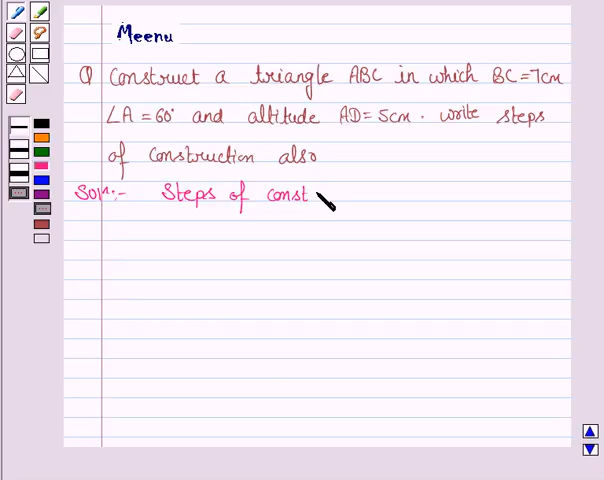 Meenu
Q Construct a triangle ABC in which BC=7cm
∠A = 60° and altitude AD = 5cm. write steps
of construction also
Soln:- Steps of const